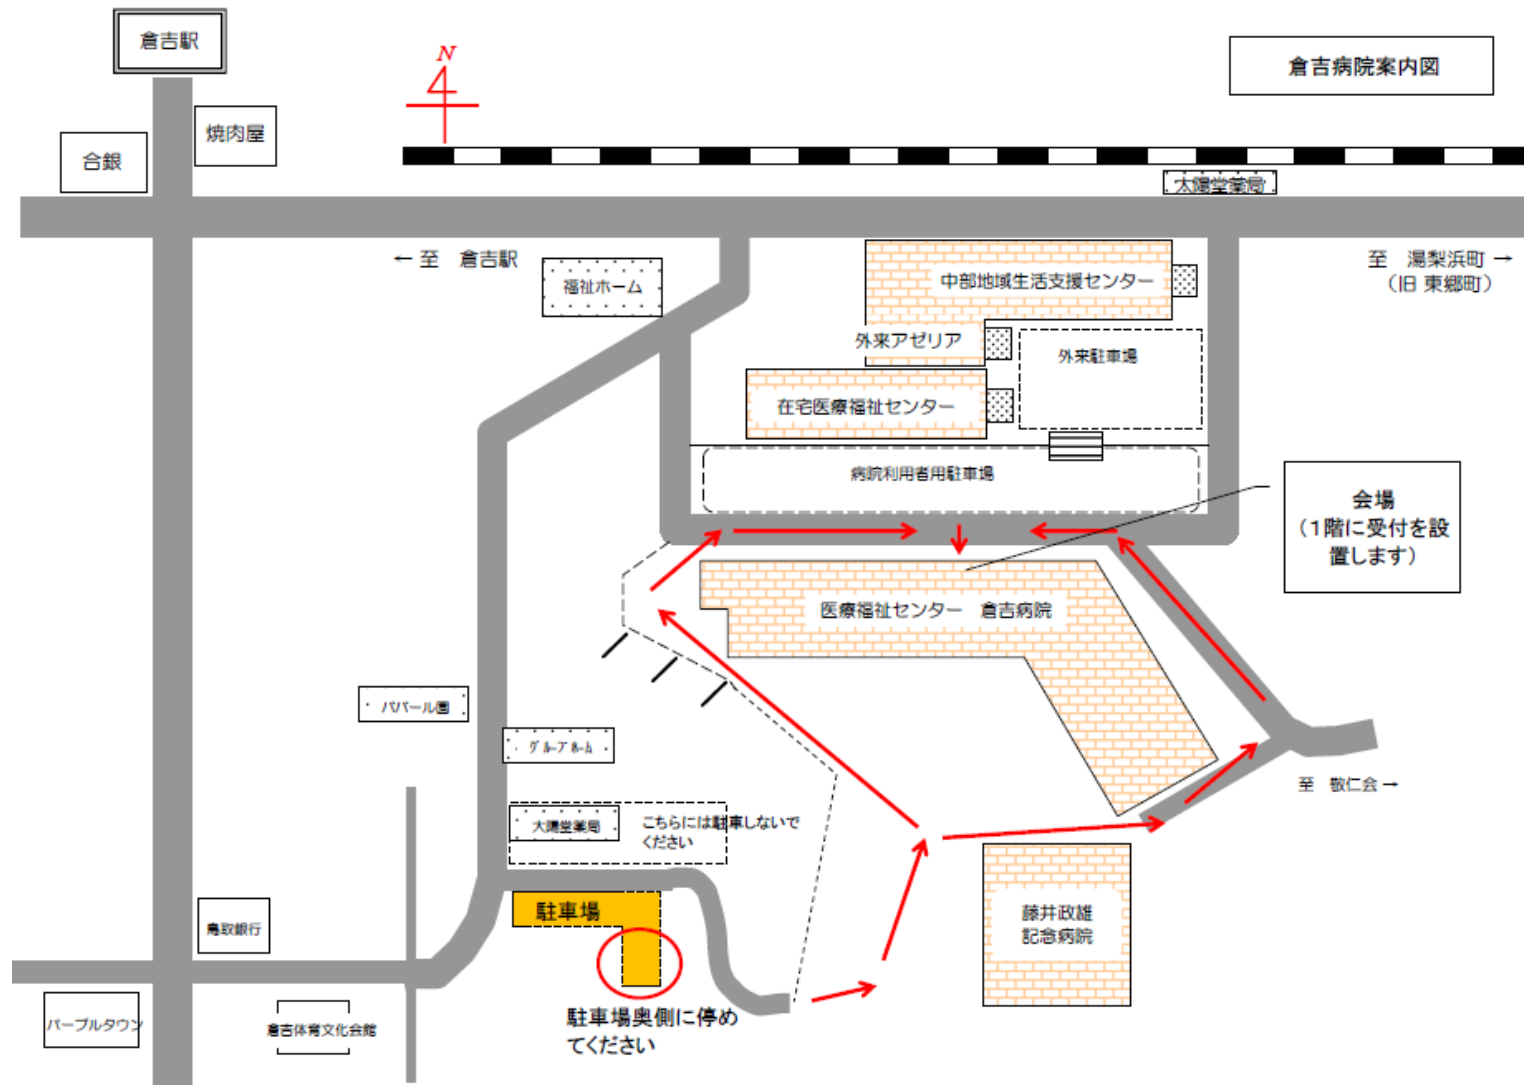 倉吉駅
N
倉吉病院案内図
焼肉屋
合銀
太陽堂薬局
← 至　倉吉駅
福祉ホーム
中部地域生活支援センター
至　湯梨浜町 →
（旧 東郷町）
外来アゼリア
外来駐車場
在宅医療福祉センター
病院利用者用駐車場
会場
（1階に受付を設
置します）
医療福祉センター　倉吉病院
ババール園
グループホーム
至　敬仁会 →
大陽堂薬局
こちらには駐車しないで
ください
駐車場
鳥取銀行
藤井政雄
記念病院
パープルタウン
倉吉体育文化会館
駐車場奥側に停め
てください